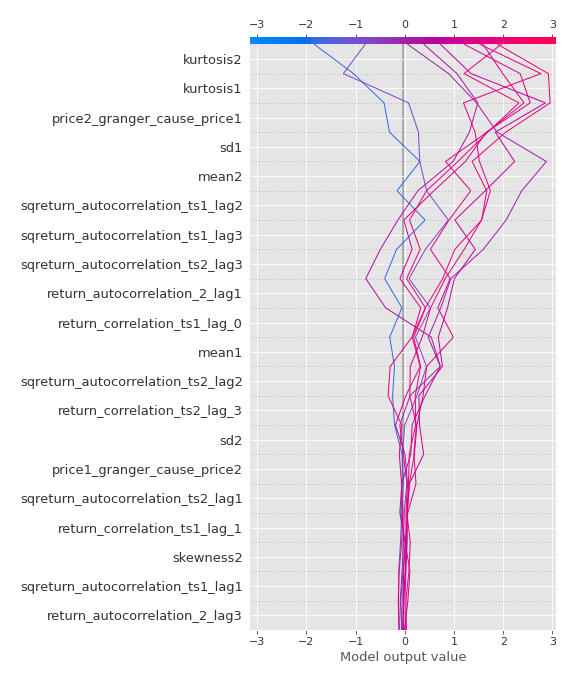 −3 −2 −1 0 1 2 3
kurtosis2
kurtosis1
price2_granger_cause_price1
sd1
mean2
sqreturn_autocorrelation_ts1_lag2
sqreturn_autocorrelation_ts1_lag3
sqreturn_autocorrelation_ts2_lag3
return_autocorrelation_2_lag1
return_correlation_ts1_lag_0
mean1
sqreturn_autocorrelation_ts2_lag2
return_correlation_ts2_lag_3
sd2
price1_granger_cause_price2
sqreturn_autocorrelation_ts2_lag1
return_correlation_ts1_lag_1
skewness2
sqreturn_autocorrelation_ts1_lag1
return_autocorrelation_2_lag3
−3 −2 −1 0 1 2 3
Model output value